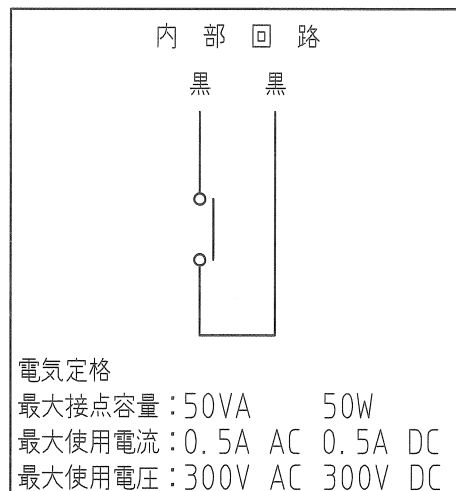 内部回路
黒 黒
電気定格
最大接点容量:50VA 50W
最大使用電流:0.5A AC 0.5A DC
最大使用電圧:300V AC 300V DC